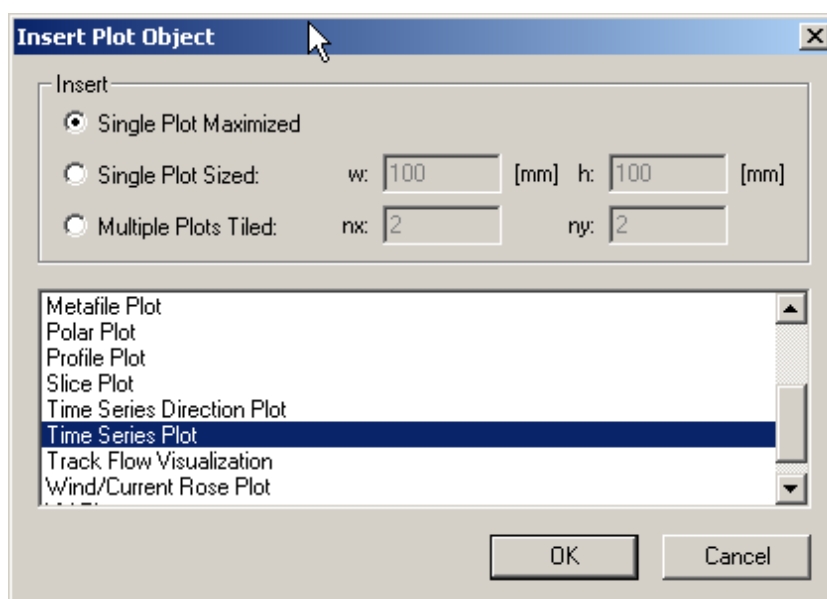 Insert Plot Object
Insert
Single Plot Maximized
Single Plot Sized: w: 100 [mm] h: 100 [mm]
Multiple Plots Tiled: nx: 2 ny: 2
Metafile Plot
Polar Plot
Profile Plot
Slice Plot
Time Series Direction Plot
Time Series Plot
Track Flow Visualization
Wind/Current Rose Plot
OK Cancel